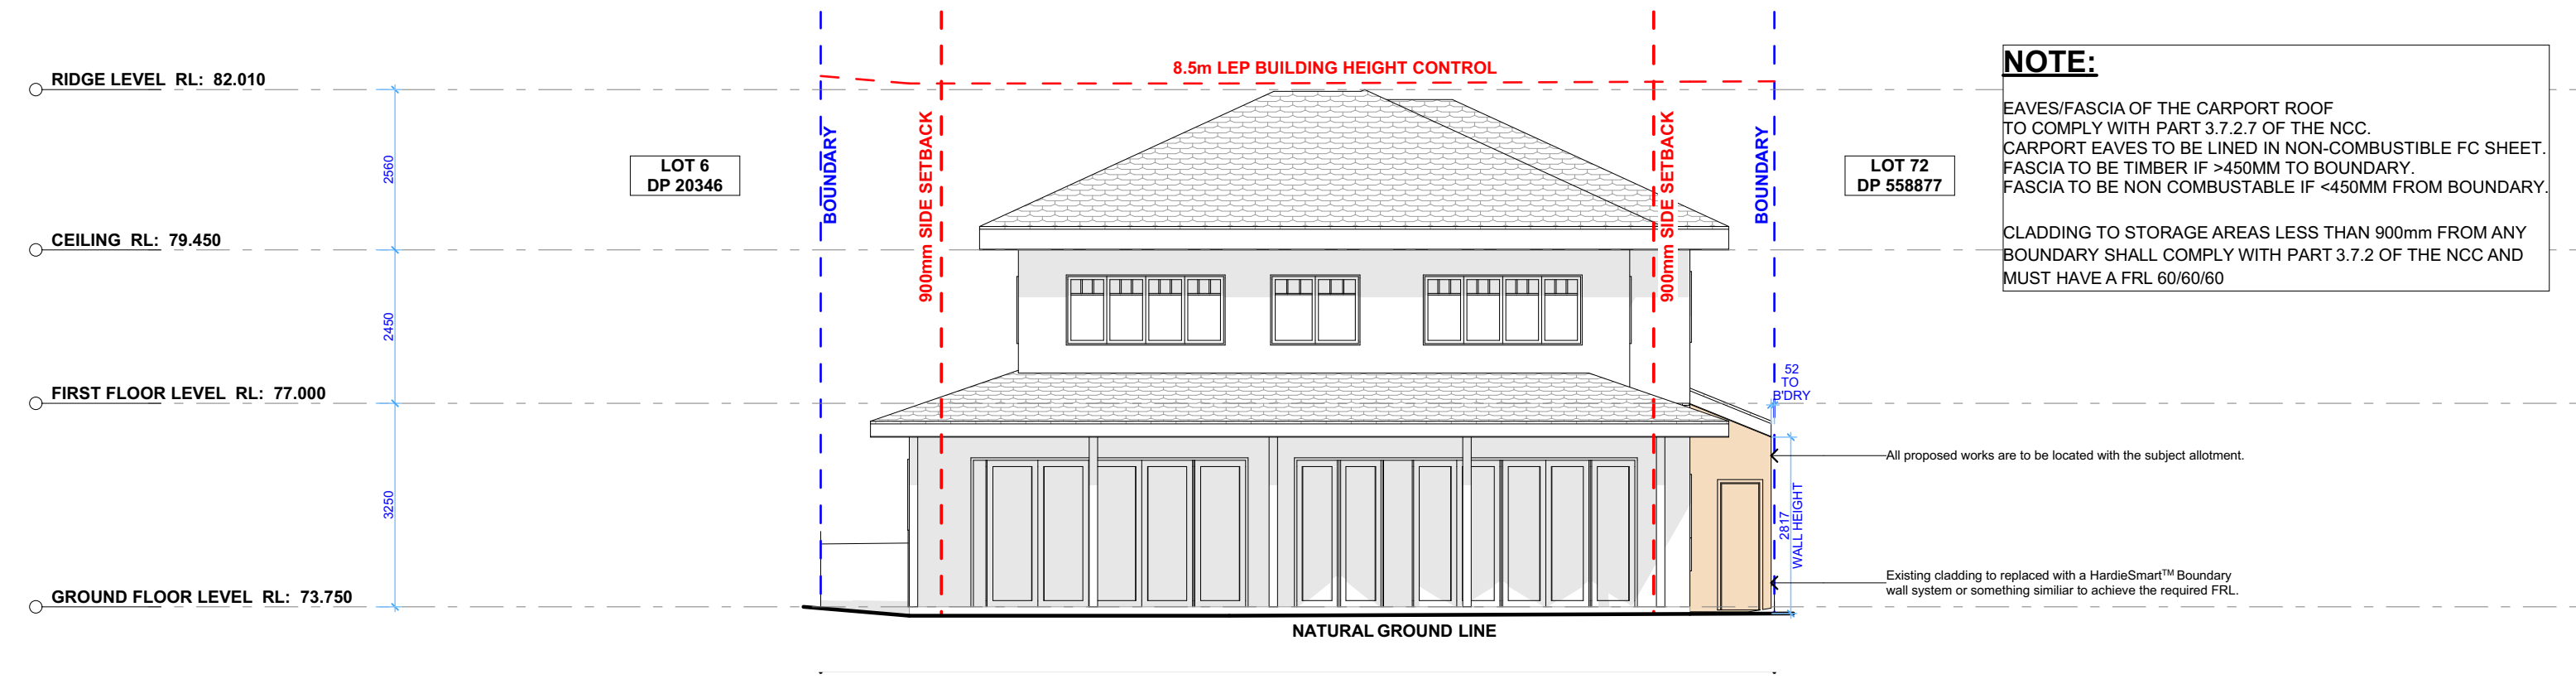 RIDGE LEVEL  RL:  82.010
2560
CEILING  RL:  79.450
2450
FIRST FLOOR LEVEL  RL:  77.000
3250
GROUND FLOOR LEVEL  RL:  73.750
LOT 6
DP 20346
BOUNDARY
900mm SIDE SETBACK
8.5m LEP BUILDING HEIGHT CONTROL
900mm SIDE SETBACK
BOUNDARY
LOT 72
DP 558877
52
TO
B'DRY
2817
WALL HEIGHT
NATURAL GROUND LINE
NOTE:
EAVES/FASCIA OF THE CARPORT ROOF
TO COMPLY WITH PART 3.7.2.7 OF THE NCC.
CARPORT EAVES TO BE LINED IN NON-COMBUSTIBLE FC SHEET.
FASCIA TO BE TIMBER IF >450MM TO BOUNDARY.
FASCIA TO BE NON COMBUSTABLE IF <450MM FROM BOUNDARY.
CLADDING TO STORAGE AREAS LESS THAN 900mm FROM ANY
BOUNDARY SHALL COMPLY WITH PART 3.7.2 OF THE NCC AND
MUST HAVE A FRL 60/60/60
All proposed works are to be located with the subject allotment.
Existing cladding to replaced with a HardieSmart™ Boundary
wall system or something similiar to achieve the required FRL.